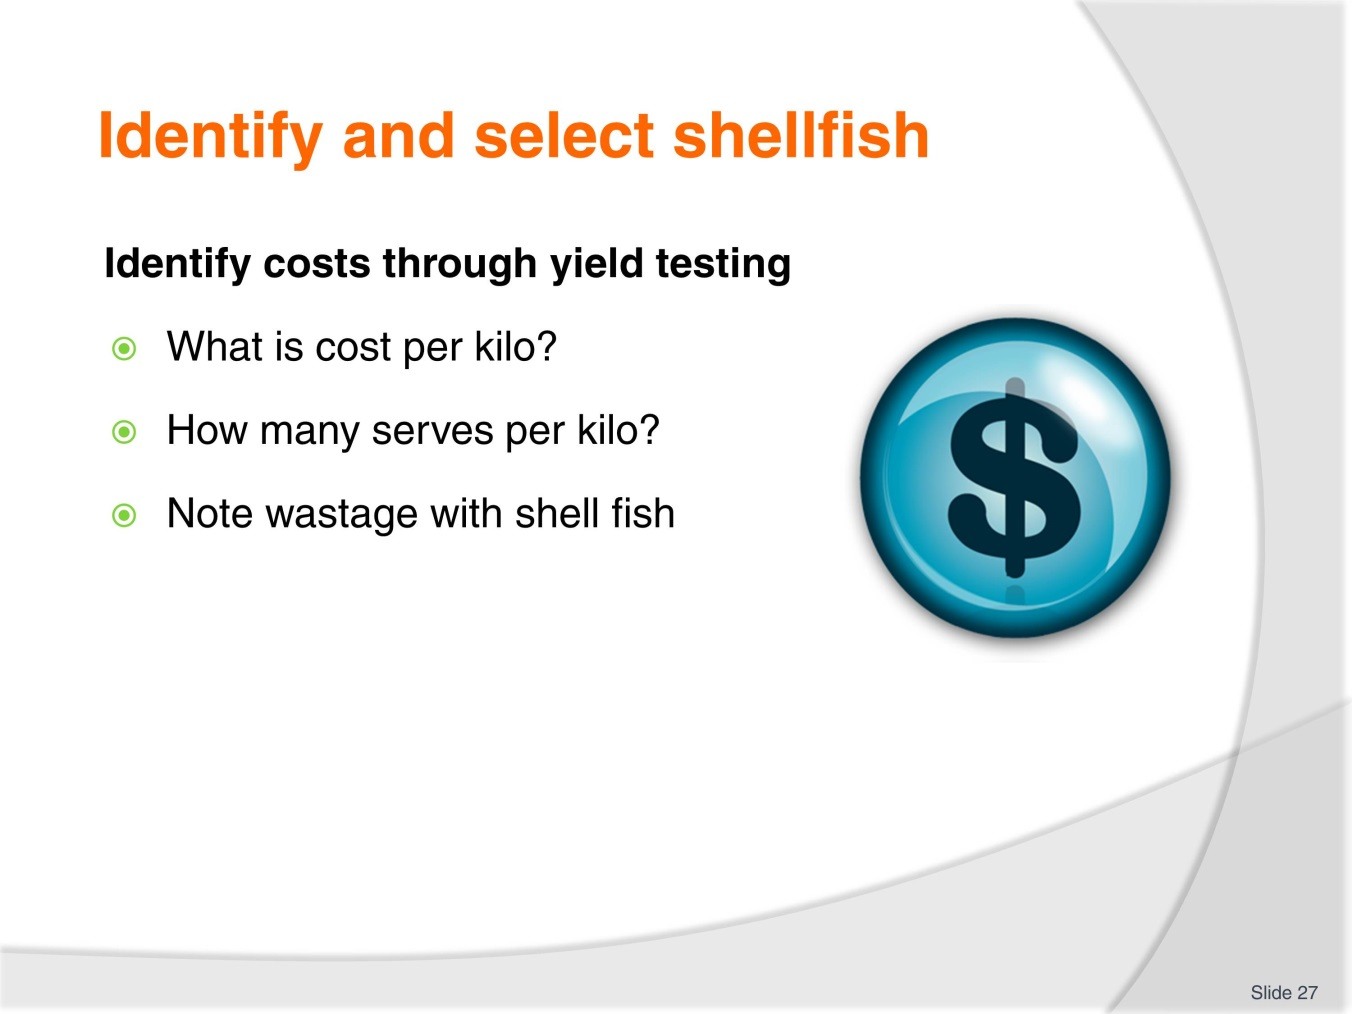 Identify and select shellfish
Identify costs through yield testing
What is cost per kilo?
How many serves per kilo?
Note wastage with shell fish
$
Slide 27